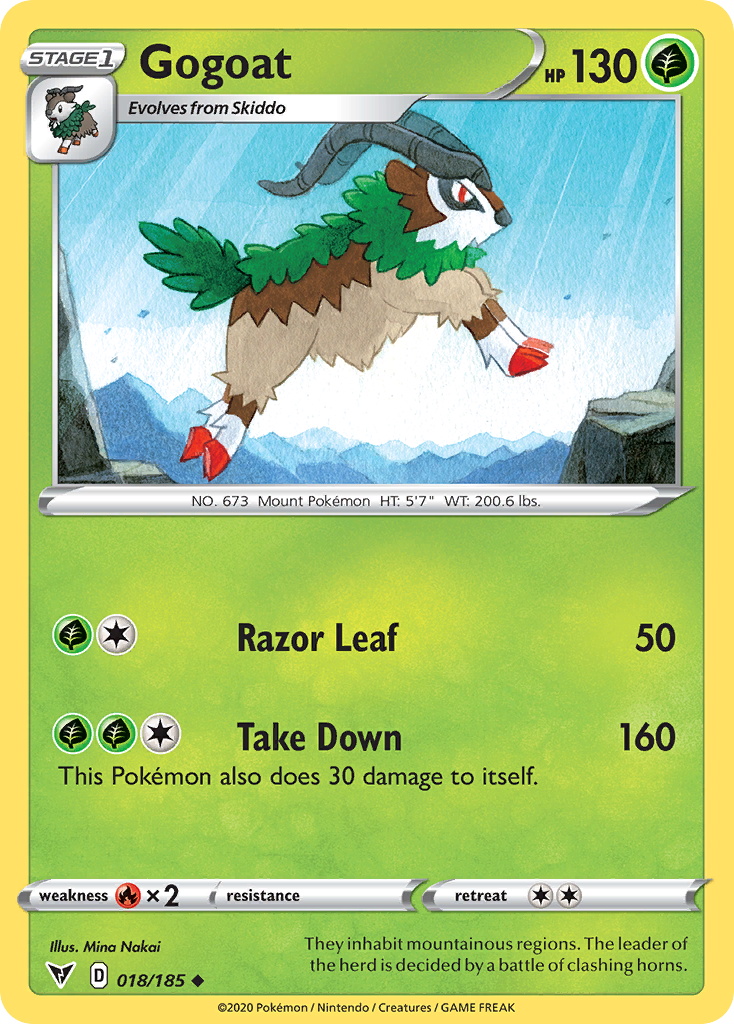 STAGE 1
Gogoat
HP 130
Evolves from Skiddo
NO. 673 Mount Pokémon HT: 5'7" WT: 200.6 lbs.
Razor Leaf 50
Take Down 160
This Pokémon also does 30 damage to itself.
weakness ×2 resistance retreat
Illus. Mina Nakai
They inhabit mountainous regions. The leader of
the herd is decided by a battle of clashing horns.
D 018/185
©2020 Pokémon / Nintendo / Creatures / GAME FREAK